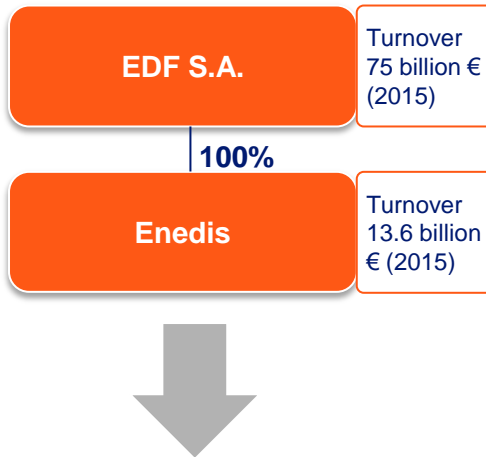 EDF S.A.
Turnover
75 billion €
(2015)
100%
Enedis
Turnover
13.6 billion
€ (2015)